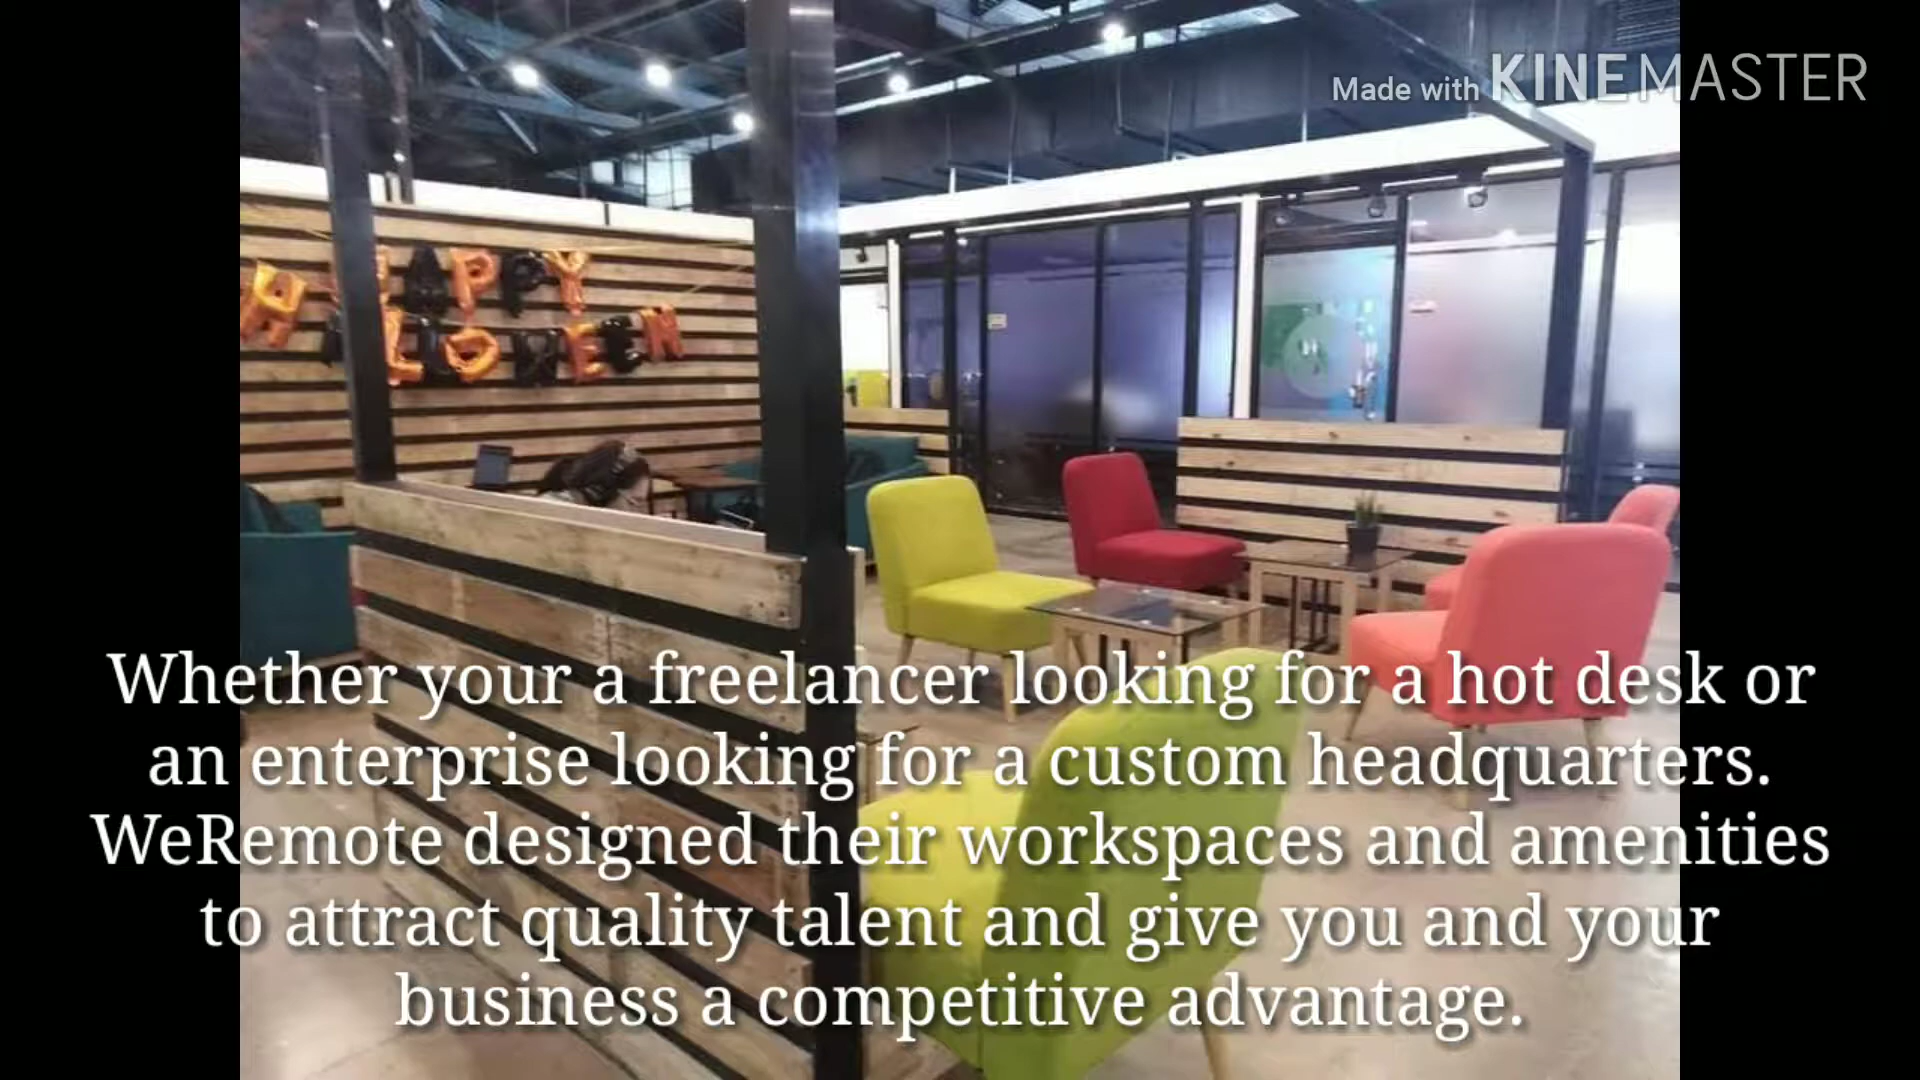 Made with KINEMASTER
HAPPY
HALLOWEEN
Whether your a freelancer looking for a hot desk or
an enterprise looking for a custom headquarters.
WeRemote designed their workspaces and amenities
to attract quality talent and give you and your
business a competitive advantage.